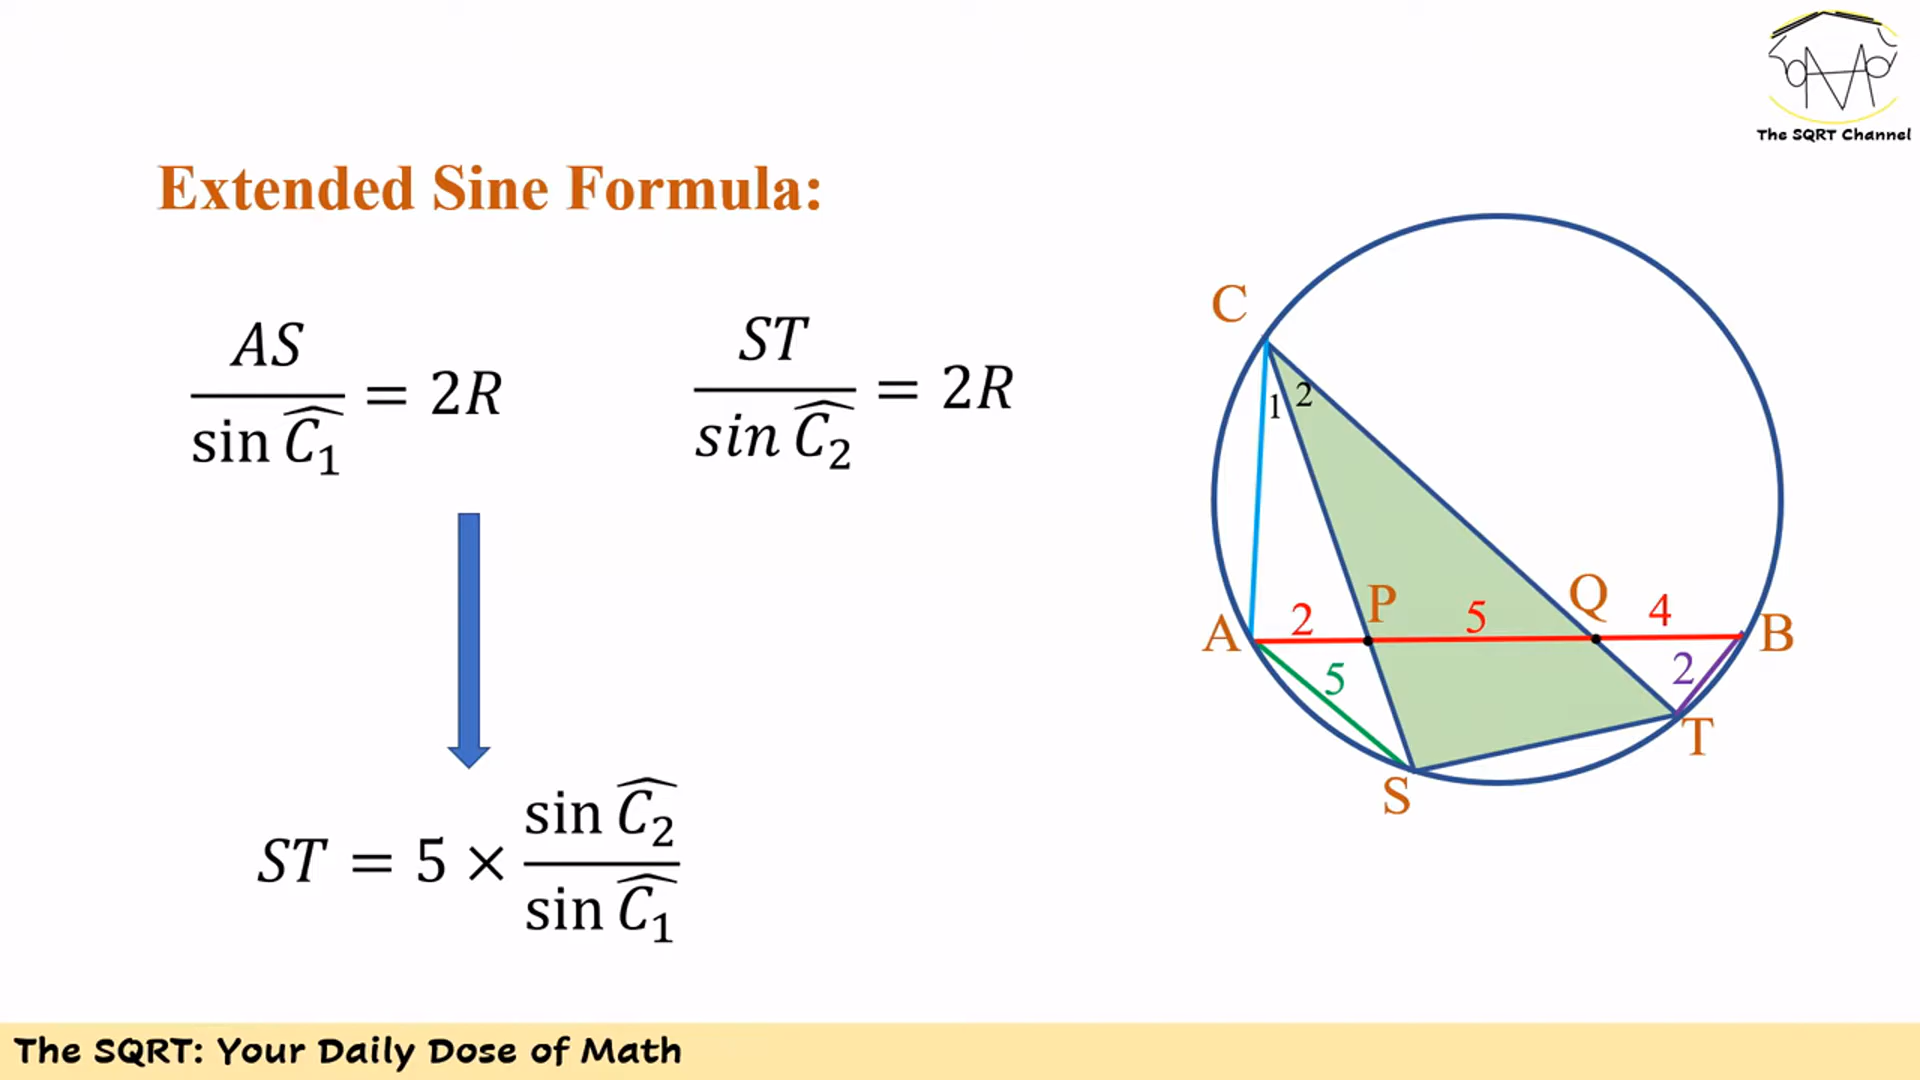 The SQRT Channel
Extended Sine Formula:
AS / sin Ĉ₁ = 2R
ST / sin Ĉ₂ = 2R
ST = 5 × sin Ĉ₂ / sin Ĉ₁
C
1 2
A 2 P 5 Q 4 B
5 2
S T
The SQRT: Your Daily Dose of Math